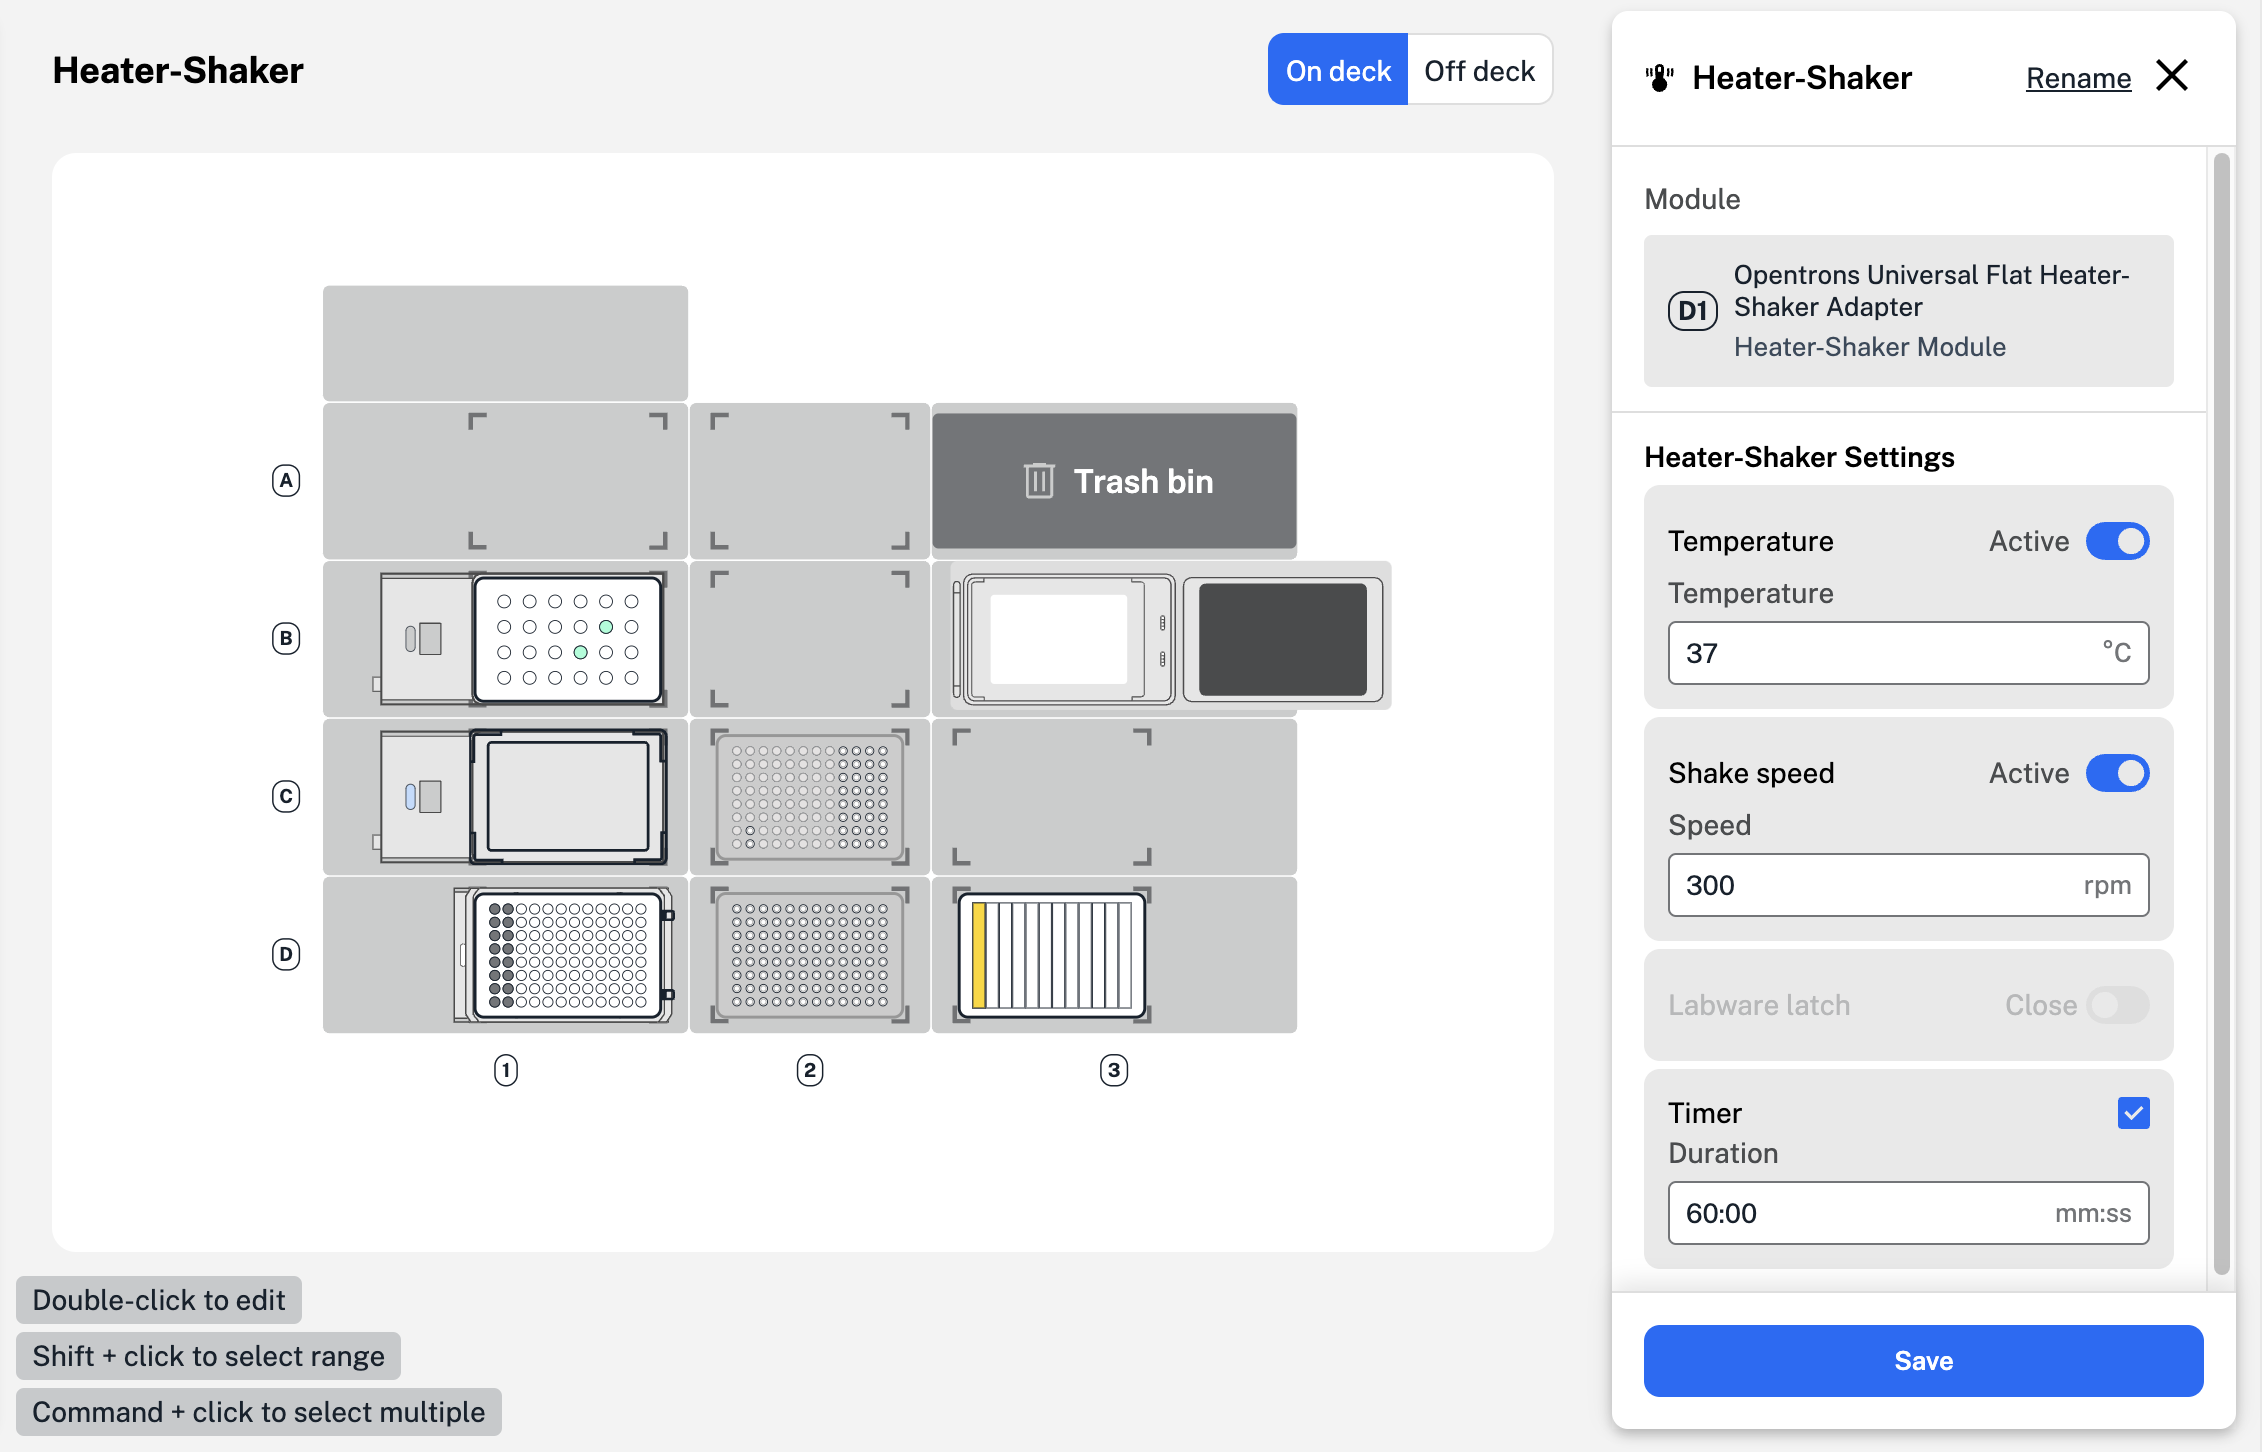 Heater-Shaker
On deck
Off deck
A
Trash bin
B
C
D
1
2
3
Double-click to edit
Shift + click to select range
Command + click to select multiple
Heater-Shaker
Rename
Module
D1
Opentrons Universal Flat Heater-
Shaker Adapter
Heater-Shaker Module
Heater-Shaker Settings
Temperature
Active
Temperature
37
°C
Shake speed
Active
Speed
300
rpm
Labware latch
Close
Timer
Duration
60:00
mm:ss
Save